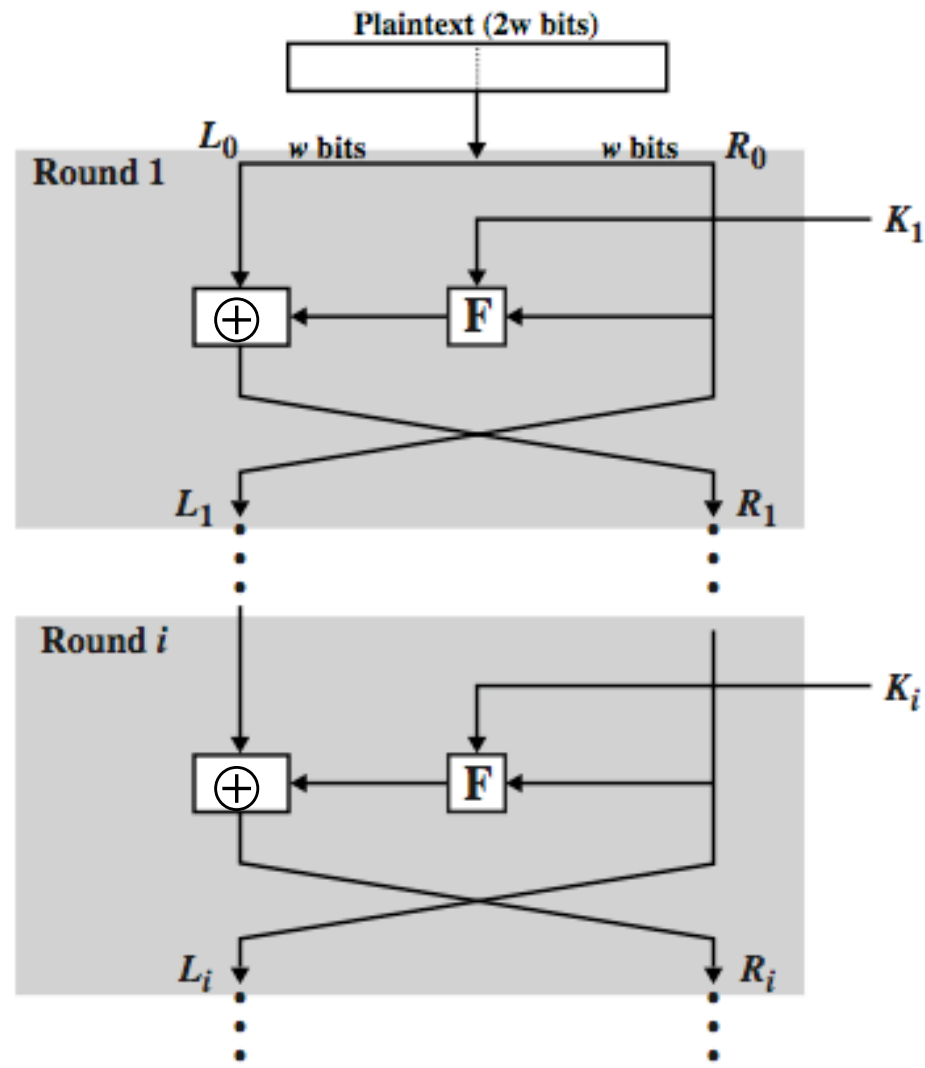 Plaintext (2w bits)
L₀ w bits w bits R₀
Round 1
K₁
⊕ F
L₁ R₁
Round i
Kᵢ
⊕ F
Lᵢ Rᵢ